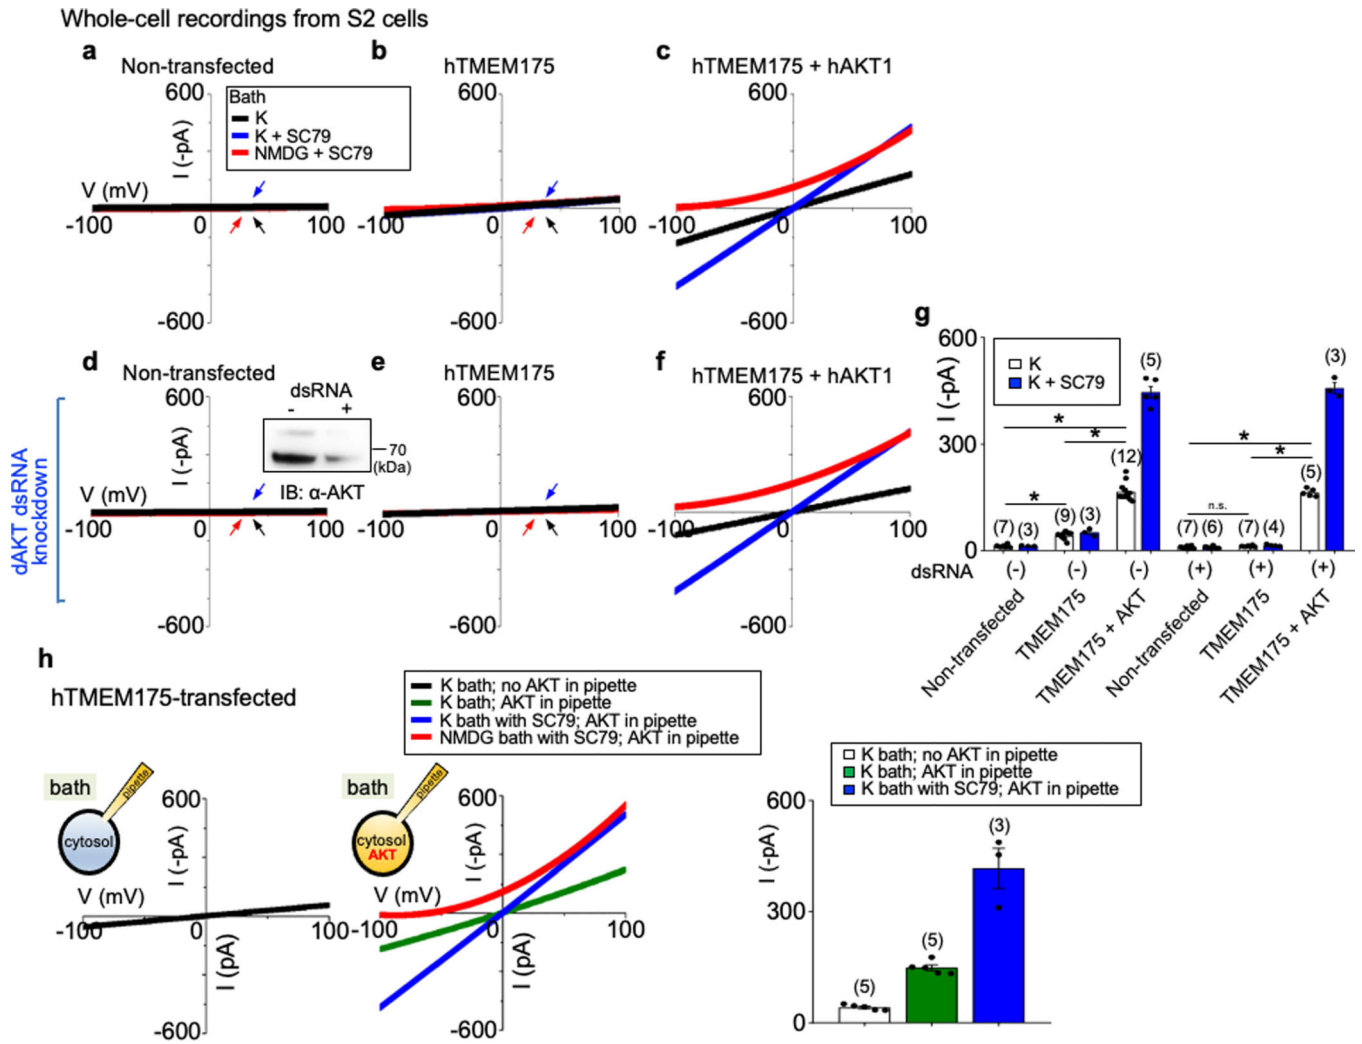 Whole-cell recordings from S2 cells
a
Non-transfected
600
Bath
K
K + SC79
NMDG + SC79
I (-pA)
V (mV)
-100
0
100
-600
b
hTMEM175
600
-100
0
100
-600
c
hTMEM175 + hAKT1
600
-100
0
100
-600
dAKT dsRNA
knockdown
d
Non-transfected
600
dsRNA
- +
70
(kDa)
IB: α-AKT
I (-pA)
V (mV)
-100
0
100
-600
e
hTMEM175
600
-100
0
100
-600
f
hTMEM175 + hAKT1
600
-100
0
100
-600
g
600
300
0
I (-pA)
K
K + SC79
(7) (3) (9) (3) (12) (5) (7) (6) (7) (4) (5) (3)
* * * n.s. * *
dsRNA (-) (-) (-) (+) (+) (+)
Non-transfected
TMEM175
TMEM175 + AKT
Non-transfected
TMEM175
TMEM175 + AKT
h
hTMEM175-transfected
K bath; no AKT in pipette
K bath; AKT in pipette
K bath with SC79; AKT in pipette
NMDG bath with SC79; AKT in pipette
bath
pipette
cytosol
600
I (-pA)
V (mV)
-100
0
100
I (pA)
-600
bath
pipette
cytosol
AKT
600
I (-pA)
V (mV)
-100
0
100
I (pA)
-600
K bath; no AKT in pipette
K bath; AKT in pipette
K bath with SC79; AKT in pipette
600
300
0
I (-pA)
(5)
(5)
(3)